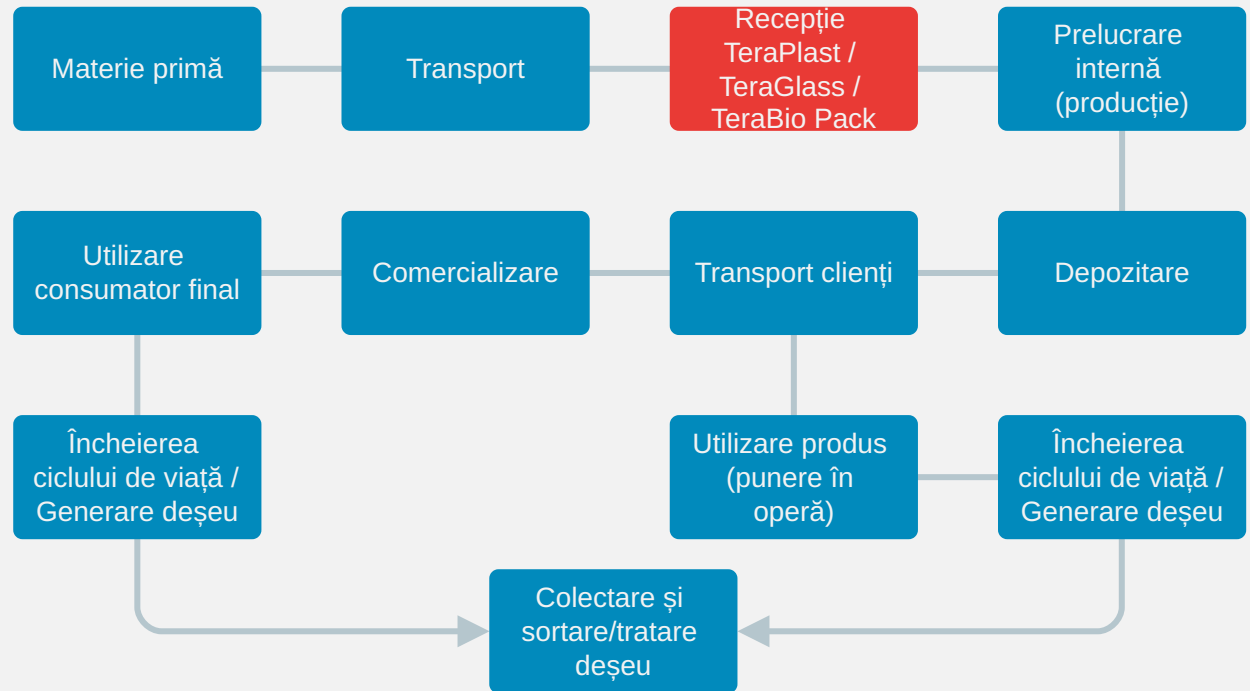 Materie primă
Transport
Recepție
TeraPlast /
TeraGlass /
TeraBio Pack
Prelucrare
internă
(producție)
Utilizare
consumator final
Comercializare
Transport clienți
Depozitare
Încheierea
ciclului de viață /
Generare deșeu
Utilizare produs
(punere în
operă)
Încheierea
ciclului de viață /
Generare deșeu
Colectare și
sortare/tratare
deșeu